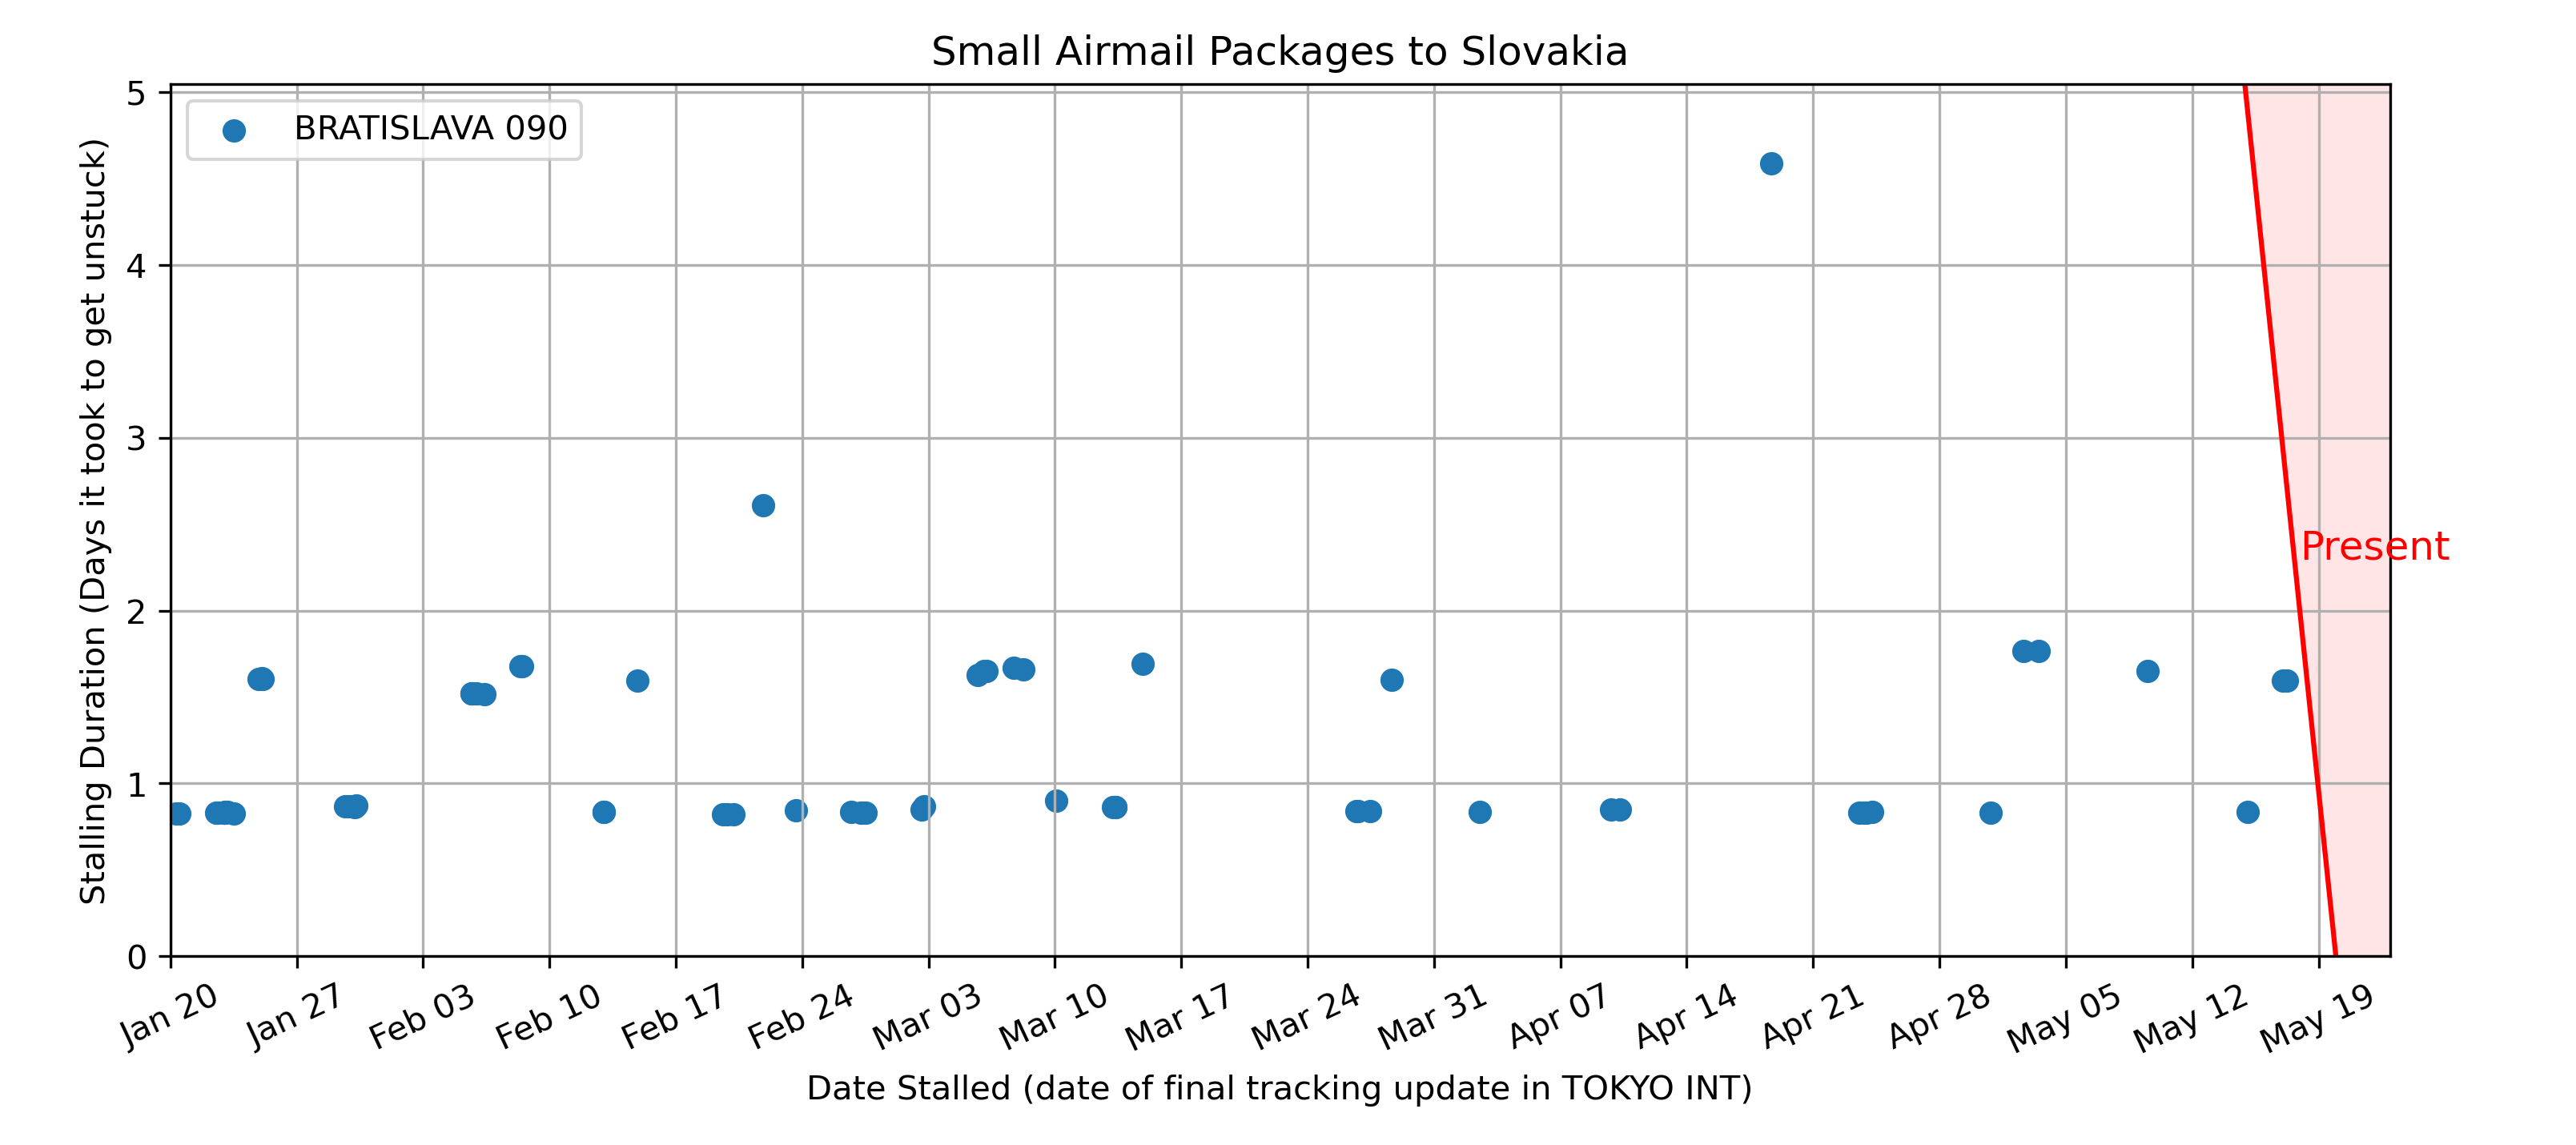 Small Airmail Packages to Slovakia
BRATISLAVA 090
Stalling Duration (Days it took to get unstuck)
5
4
3
2
1
0
Present
Jan 20
Jan 27
Feb 03
Feb 10
Feb 17
Feb 24
Mar 03
Mar 10
Mar 17
Mar 24
Mar 31
Apr 07
Apr 14
Apr 21
Apr 28
May 05
May 12
May 19
Date Stalled (date of final tracking update in TOKYO INT)